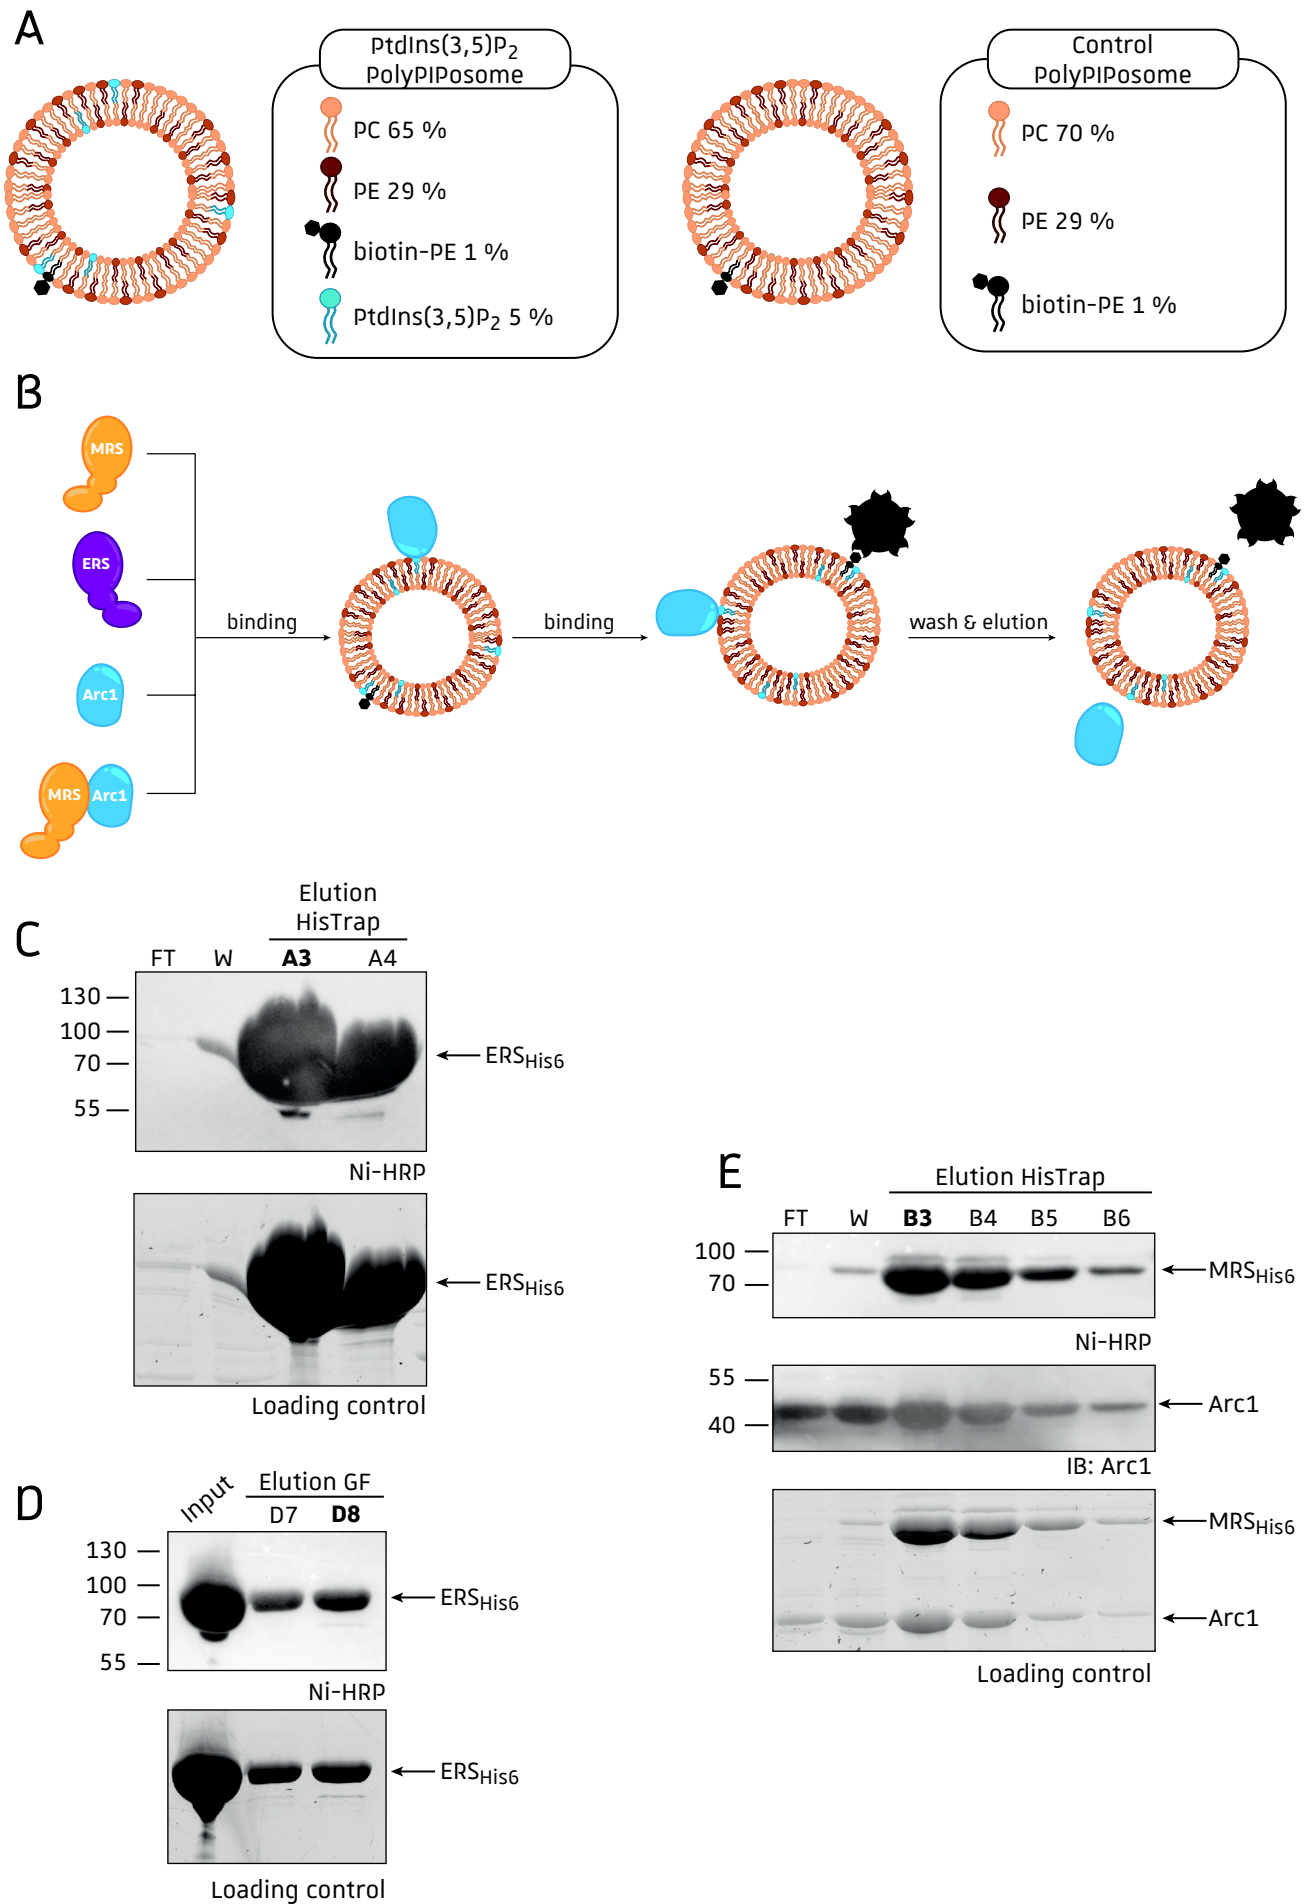 A
PtdIns(3,5)P2
PolyPIPosome
PC 65 %
PE 29 %
biotin-PE 1 %
PtdIns(3,5)P2 5 %
Control
PolyPIPosome
PC 70 %
PE 29 %
biotin-PE 1 %
B
MRS
ERS
Arc1
MRS Arc1
binding
binding
wash & elution
C
Elution
HisTrap
FT W A3 A4
130
100
70
55
ERSHis6
Ni-HRP
ERSHis6
Loading control
D
Input
Elution GF
D7 D8
130
100
70
55
ERSHis6
Ni-HRP
ERSHis6
Loading control
E
Elution HisTrap
FT W B3 B4 B5 B6
100
70
MRSHis6
Ni-HRP
55
40
Arc1
IB: Arc1
MRSHis6
Arc1
Loading control